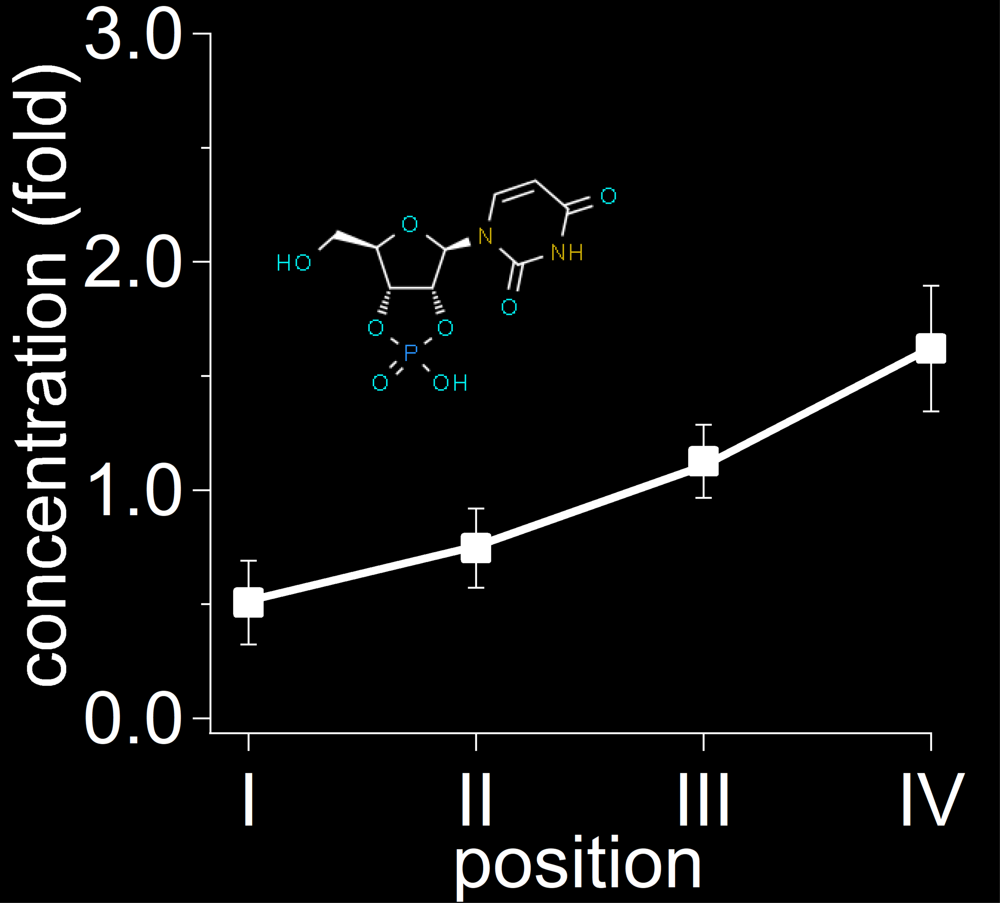 concentration (fold)
3.0
2.0
1.0
0.0
O
O
N
NH
HO
O
O
O
P
O
OH
I
II
III
IV
position